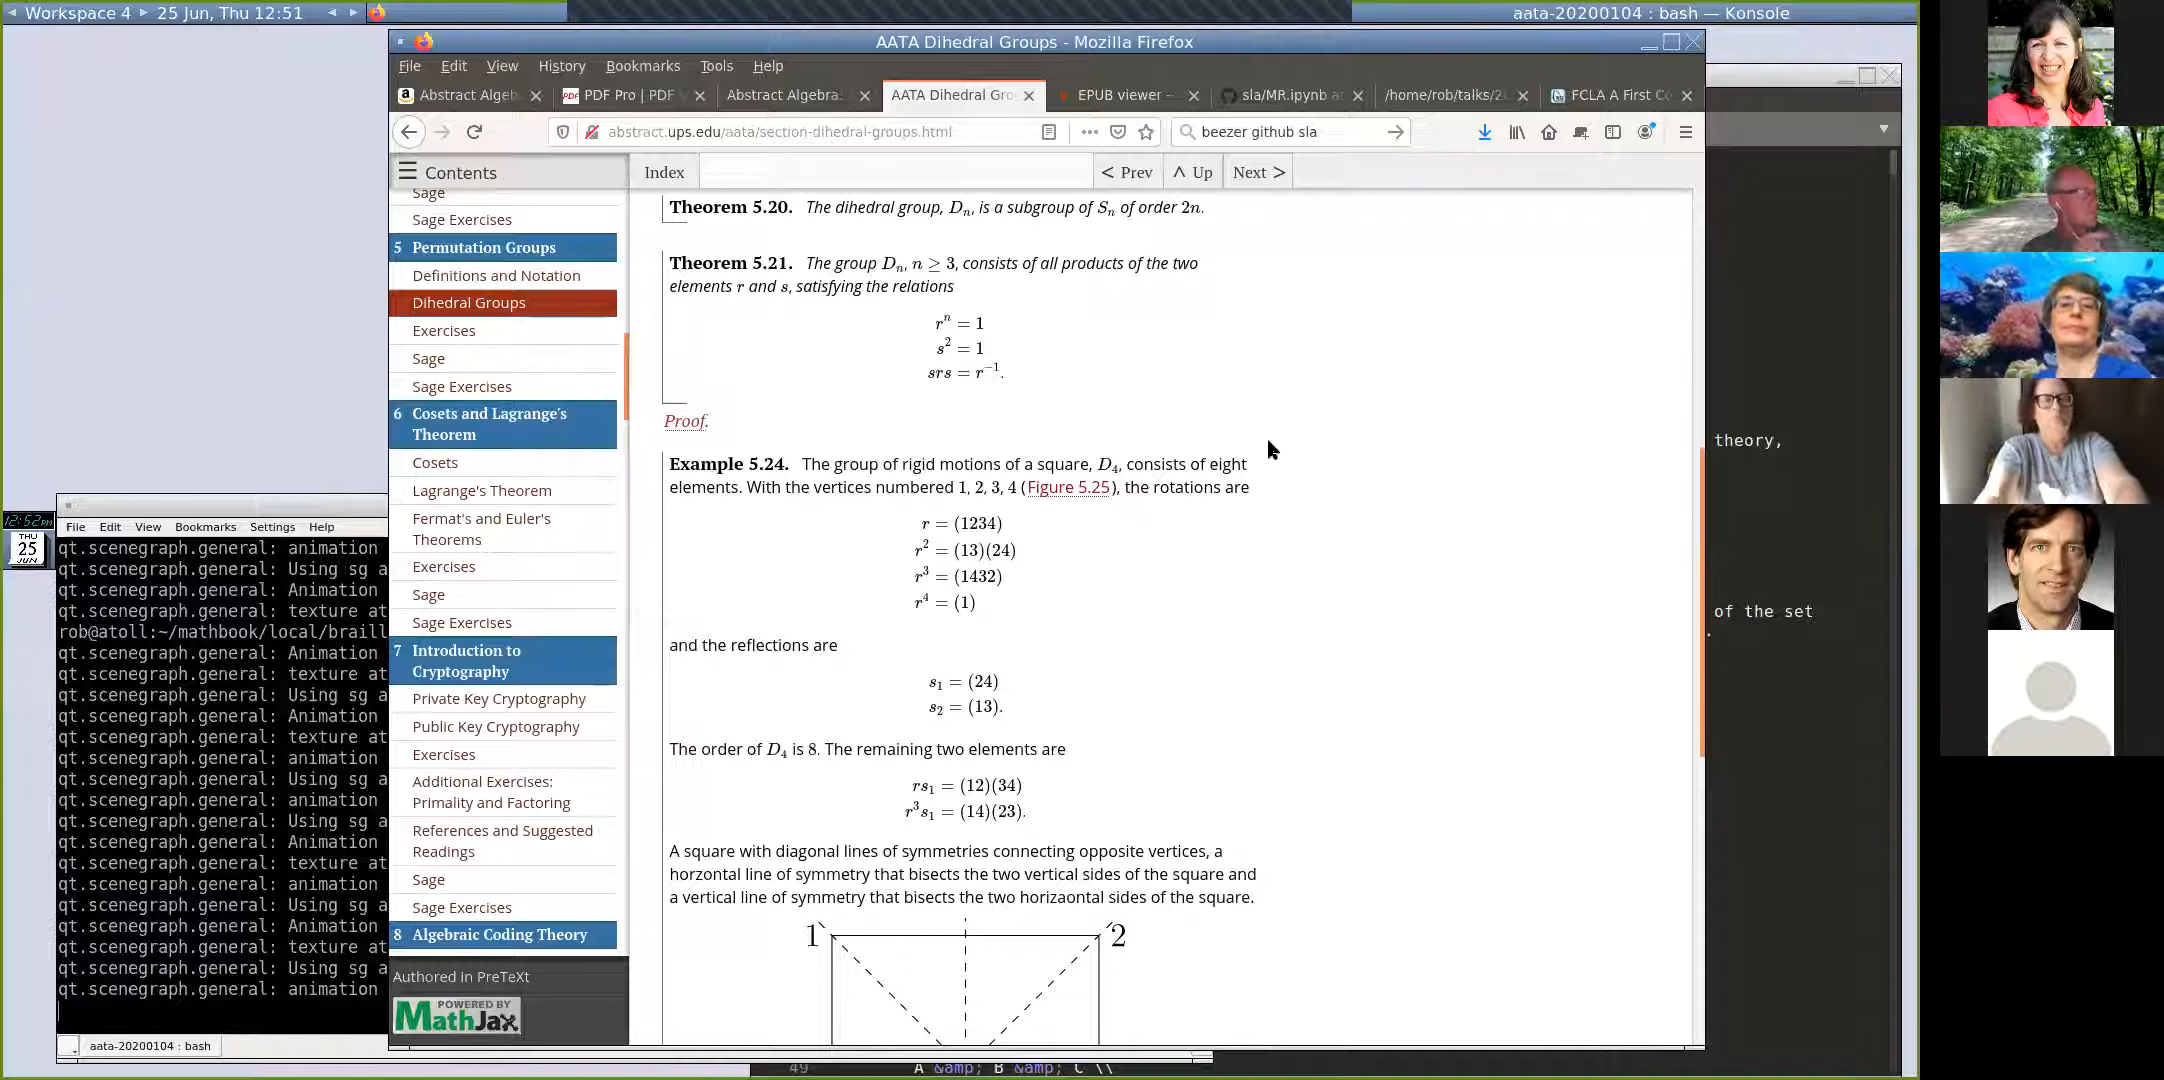 Workspace 4
25 Jun, Thu 12:51
aata-20200104 : bash — Konsole
AATA Dihedral Groups - Mozilla Firefox
File Edit View History Bookmarks Tools Help
Abstract Algeb
PDF Pro | PDF
Abstract Algebra
AATA Dihedral Gro
EPUB viewer —
sla/MR.ipynb at
/home/rob/talks/20
FCLA A First Co
abstract.ups.edu/aata/section-dihedral-groups.html
beezer github sla
Contents
Index
< Prev
^ Up
Next >
Sage
Sage Exercises
5 Permutation Groups
Definitions and Notation
Dihedral Groups
Exercises
Sage
Sage Exercises
6 Cosets and Lagrange's
Theorem
Cosets
Lagrange's Theorem
Fermat's and Euler's
Theorems
Exercises
Sage
Sage Exercises
7 Introduction to
Cryptography
Private Key Cryptography
Public Key Cryptography
Exercises
Additional Exercises:
Primality and Factoring
References and Suggested
Readings
Sage
Sage Exercises
8 Algebraic Coding Theory
Authored in PreTeXt
POWERED BY
MathJax
Theorem 5.20. The dihedral group, Dₙ, is a subgroup of Sₙ of order 2n.
Theorem 5.21. The group Dₙ, n ≥ 3, consists of all products of the two
elements r and s, satisfying the relations
rⁿ = 1
s² = 1
srs = r⁻¹.
Proof.
Example 5.24. The group of rigid motions of a square, D₄, consists of eight
elements. With the vertices numbered 1, 2, 3, 4 (Figure 5.25), the rotations are
r = (1234)
r² = (13)(24)
r³ = (1432)
r⁴ = (1)
and the reflections are
s₁ = (24)
s₂ = (13).
The order of D₄ is 8. The remaining two elements are
rs₁ = (12)(34)
r³s₁ = (14)(23).
A square with diagonal lines of symmetries connecting opposite vertices, a
horzontal line of symmetry that bisects the two vertical sides of the square and
a vertical line of symmetry that bisects the two horizaontal sides of the square.
1
2
theory,
of the set
.
12:52PM
THU
25
JUN
File Edit View Bookmarks Settings Help
qt.scenegraph.general: animation
qt.scenegraph.general: Using sg a
qt.scenegraph.general: Animation
qt.scenegraph.general: texture at
rob@atoll:~/mathbook/local/braill
qt.scenegraph.general: Animation
qt.scenegraph.general: texture at
qt.scenegraph.general: Using sg a
qt.scenegraph.general: Animation
qt.scenegraph.general: texture at
qt.scenegraph.general: animation
qt.scenegraph.general: Using sg a
qt.scenegraph.general: animation
qt.scenegraph.general: Using sg a
qt.scenegraph.general: Animation
qt.scenegraph.general: texture at
qt.scenegraph.general: animation
qt.scenegraph.general: Using sg a
qt.scenegraph.general: Animation
qt.scenegraph.general: texture at
qt.scenegraph.general: Using sg a
qt.scenegraph.general: animation
aata-20200104 : bash
49 A &amp; B &amp; C \\